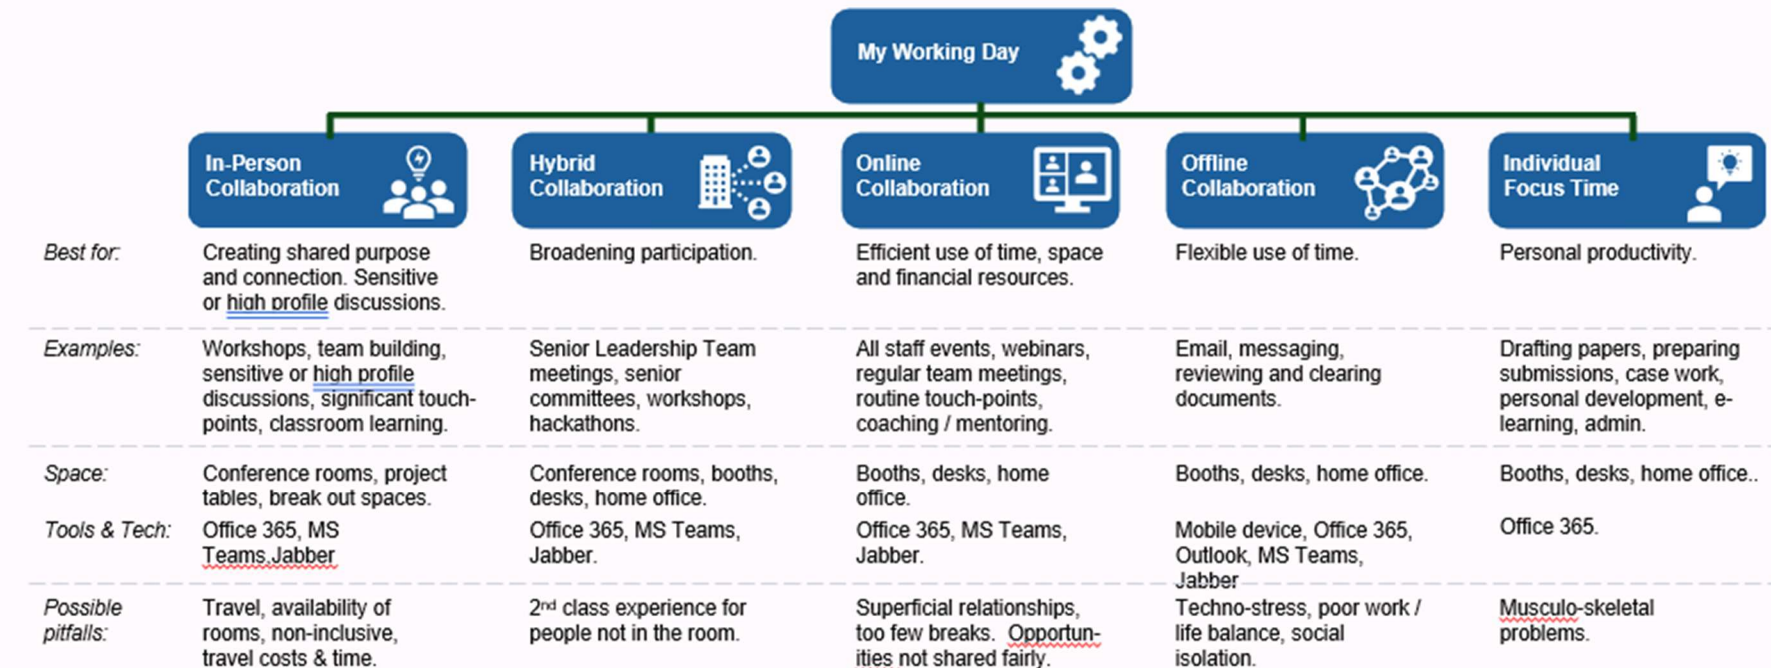 My Working Day
In-Person
Collaboration
Hybrid
Collaboration
Online
Collaboration
Offline
Collaboration
Individual
Focus Time
Best for:
Creating shared purpose
and connection. Sensitive
or high profile discussions.
Broadening participation.
Efficient use of time, space
and financial resources.
Flexible use of time.
Personal productivity.
Examples:
Workshops, team building,
sensitive or high profile
discussions, significant touch-
points, classroom learning.
Senior Leadership Team
meetings, senior
committees, workshops,
hackathons.
All staff events, webinars,
regular team meetings,
routine touch-points,
coaching / mentoring.
Email, messaging,
reviewing and clearing
documents.
Drafting papers, preparing
submissions, case work,
personal development, e-
learning, admin.
Space:
Conference rooms, project
tables, break out spaces.
Conference rooms, booths,
desks, home office.
Booths, desks, home
office.
Booths, desks, home office.
Booths, desks, home office..
Tools & Tech:
Office 365, MS
Teams,Jabber
Office 365, MS Teams,
Jabber.
Office 365, MS Teams,
Jabber.
Mobile device, Office 365,
Outlook, MS Teams,
Jabber
Office 365.
Possible
pitfalls:
Travel, availability of
rooms, non-inclusive,
travel costs & time.
2nd class experience for
people not in the room.
Superficial relationships,
too few breaks. Opportun-
ities not shared fairly.
Techno-stress, poor work /
life balance, social
isolation.
Musculo-skeletal
problems.